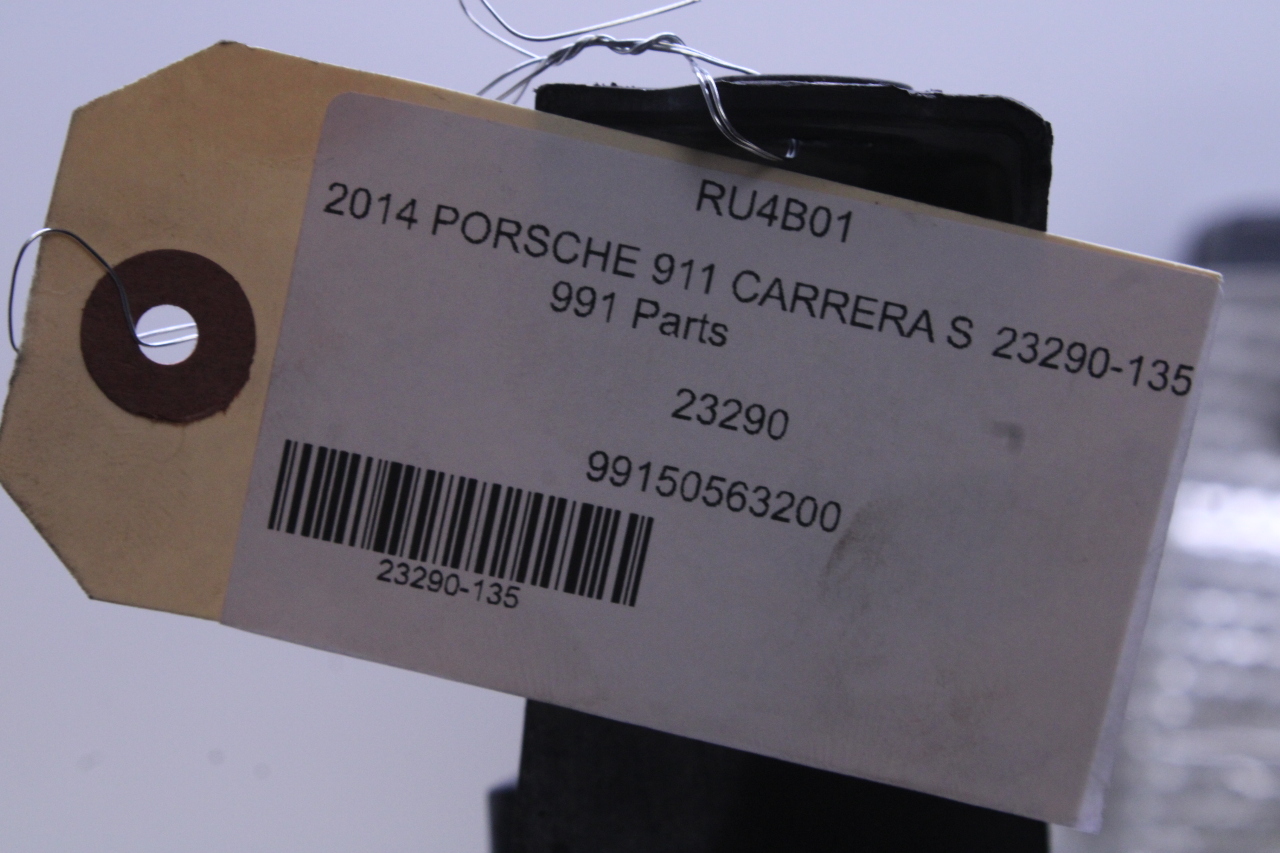 RU4B01
2014 PORSCHE 911 CARRERA S 23290-135
991 Parts
23290
99150563200
23290-135